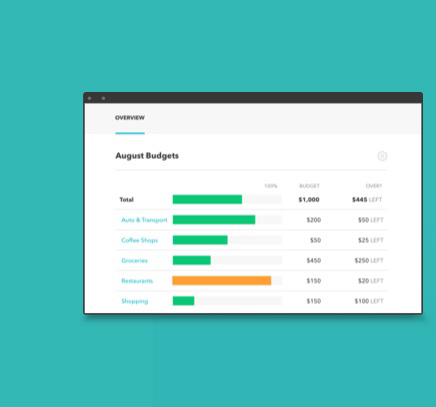 OVERVIEW
August Budgets
100% BUDGET OVER?
Total $1,000 $445 LEFT
Auto & Transport $200 $50 LEFT
Coffee Shops $50 $25 LEFT
Groceries $450 $250 LEFT
Restaurants $150 $20 LEFT
Shopping $150 $100 LEFT